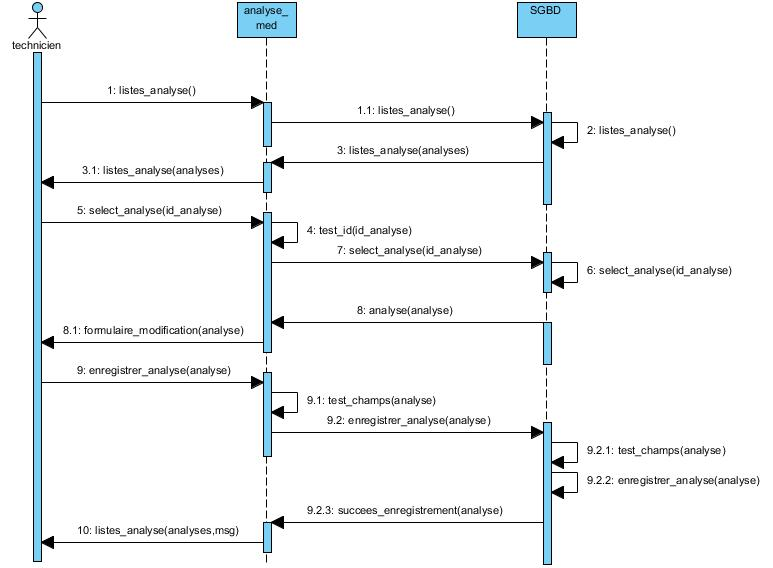 analyse_
med
SGBD
technicien
1: listes_analyse()
1.1: listes_analyse()
2: listes_analyse()
3: listes_analyse(analyses)
3.1: listes_analyse(analyses)
5: select_analyse(id_analyse)
4: test_id(id_analyse)
7: select_analyse(id_analyse)
6: select_analyse(id_analyse)
8: analyse(analyse)
8.1: formulaire_modification(analyse)
9: enregistrer_analyse(analyse)
9.1: test_champs(analyse)
9.2: enregistrer_analyse(analyse)
9.2.1: test_champs(analyse)
9.2.2: enregistrer_analyse(analyse)
9.2.3: succees_enregistrement(analyse)
10: listes_analyse(analyses,msg)